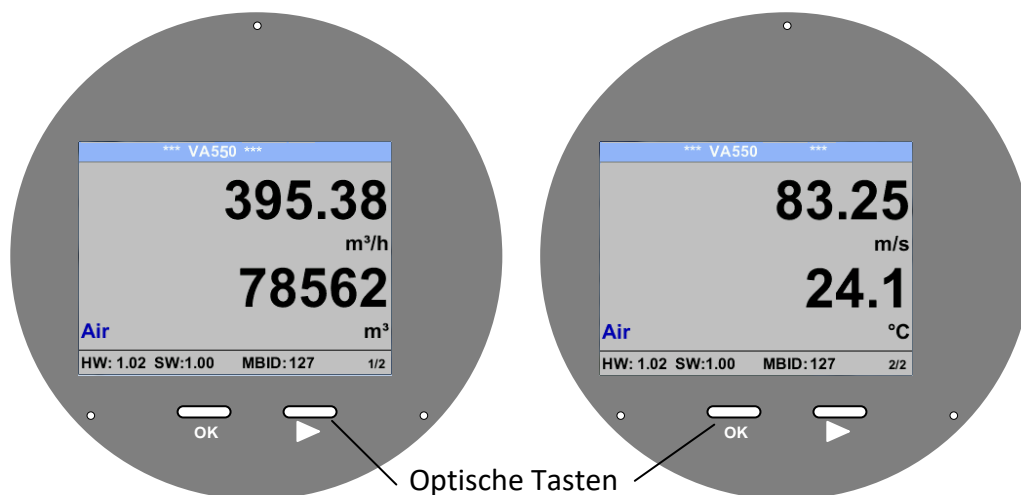 *** VA550 ***
395.38
m³/h
78562
Air m³
HW: 1.02 SW:1.00 MBID:127 1/2
OK
*** VA550 ***
83.25
m/s
24.1
Air °C
HW: 1.02 SW:1.00 MBID:127 2/2
OK
Optische Tasten